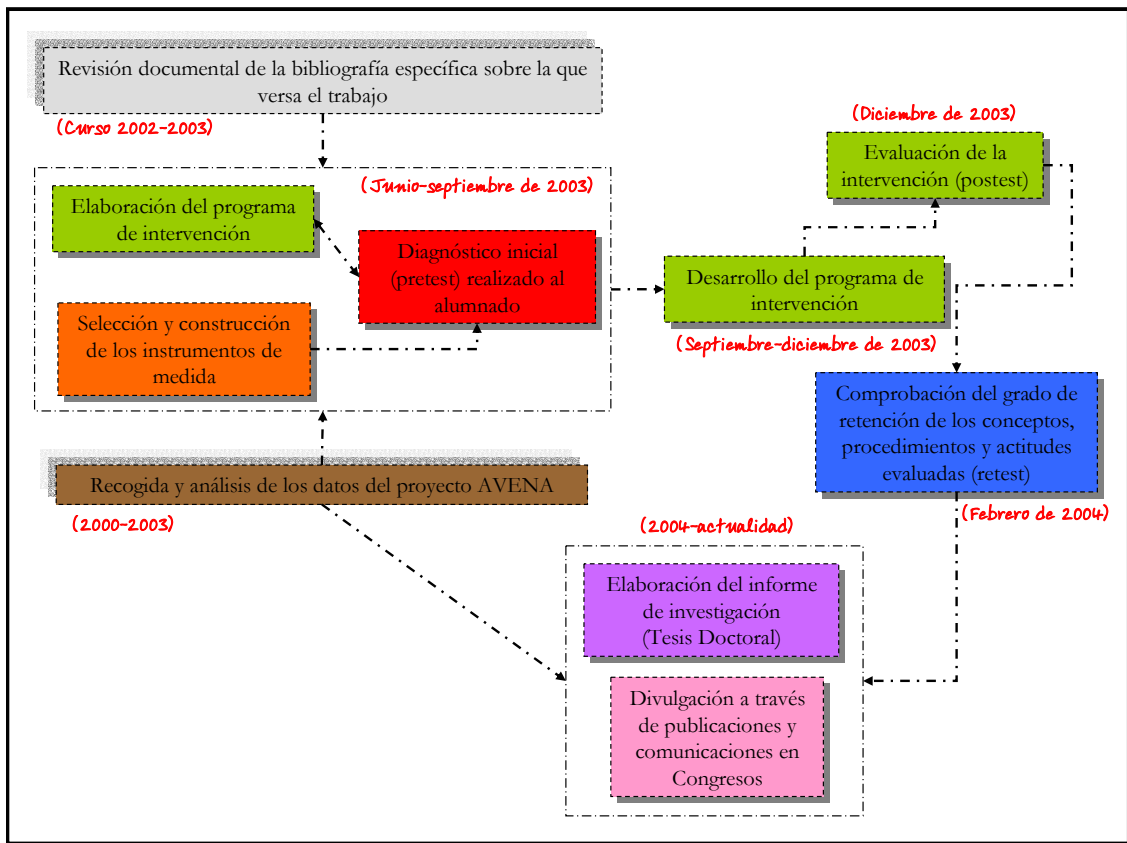 Revisión documental de la bibliografía específica sobre la que
versa el trabajo
(Curso 2002-2003)
(Junio-septiembre de 2003)
Elaboración del programa
de intervención
Diagnóstico inicial
(pretest) realizado al
alumnado
Selección y construcción
de los instrumentos de
medida
(Diciembre de 2003)
Evaluación de la
intervención (postest)
Desarrollo del programa de
intervención
(Septiembre-diciembre de 2003)
Comprobación del grado de
retención de los conceptos,
procedimientos y actitudes
evaluadas (retest)
(Febrero de 2004)
Recogida y análisis de los datos del proyecto AVENA
(2000-2003)
(2004-actualidad)
Elaboración del informe
de investigación
(Tesis Doctoral)
Divulgación a través
de publicaciones y
comunicaciones en
Congresos